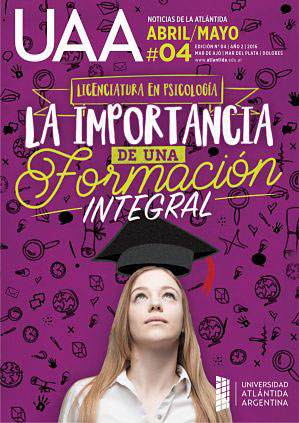 UAA
NOTICIAS DE LA ATLÁNTIDA
ABRIL/MAYO
#04
EDICIÓN Nº 04 | AÑO 2 | 2016
MAR DE AJÓ | MAR DEL PLATA | DOLORES
www.atlantida.edu.ar
LICENCIATURA EN PSICOLOGÍA
LA IMPORTANCIA
DE UNA
Formación
INTEGRAL
UNIVERSIDAD
ATLÁNTIDA
ARGENTINA